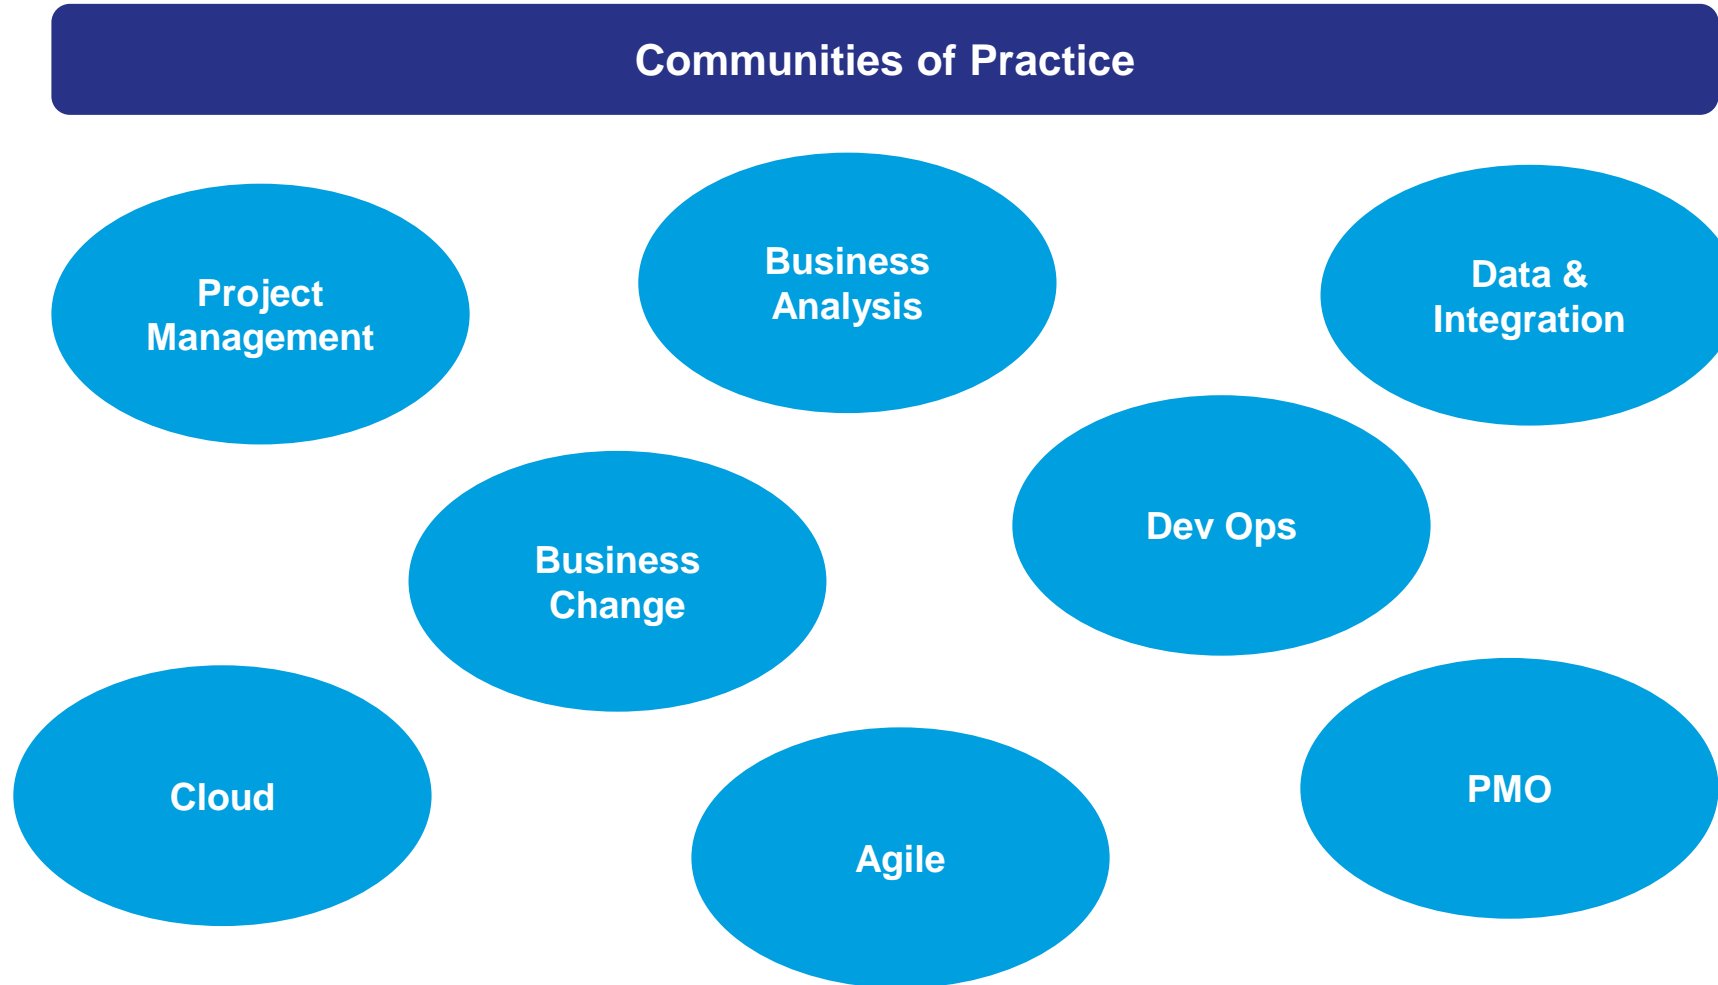 Communities of Practice
Project
Management
Business
Analysis
Data &
Integration
Business
Change
Dev Ops
Cloud
Agile
PMO